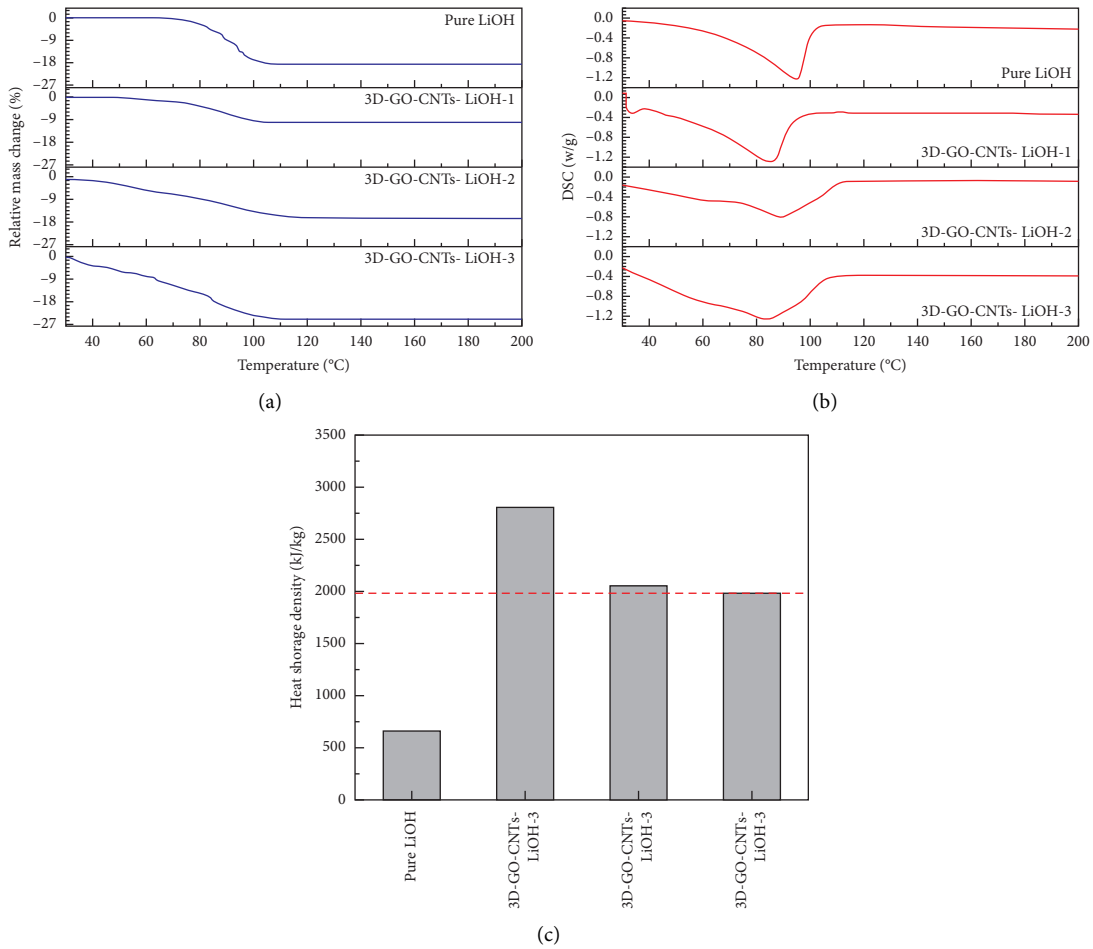 Relative mass change (%)
0
−9
−18
−27
Pure LiOH
0
−9
−18
−27
3D-GO-CNTs- LiOH-1
0
−9
−18
−27
3D-GO-CNTs- LiOH-2
0
−9
−18
−27
3D-GO-CNTs- LiOH-3
40 60 80 100 120 140 160 180 200
Temperature (°C)
(a)
DSC (w/g)
0.0
−0.4
−0.8
−1.2
Pure LiOH
0.0
−0.4
−0.8
−1.2
3D-GO-CNTs- LiOH-1
0.0
−0.4
−0.8
−1.2
3D-GO-CNTs- LiOH-2
0.0
−0.4
−0.8
−1.2
3D-GO-CNTs- LiOH-3
40 60 80 100 120 140 160 180 200
Temperature (°C)
(b)
Heat shorage density (kJ/kg)
3500
3000
2500
2000
1500
1000
500
0
Pure LiOH
3D-GO-CNTs-
LiOH-3
3D-GO-CNTs-
LiOH-3
3D-GO-CNTs-
LiOH-3
(c)